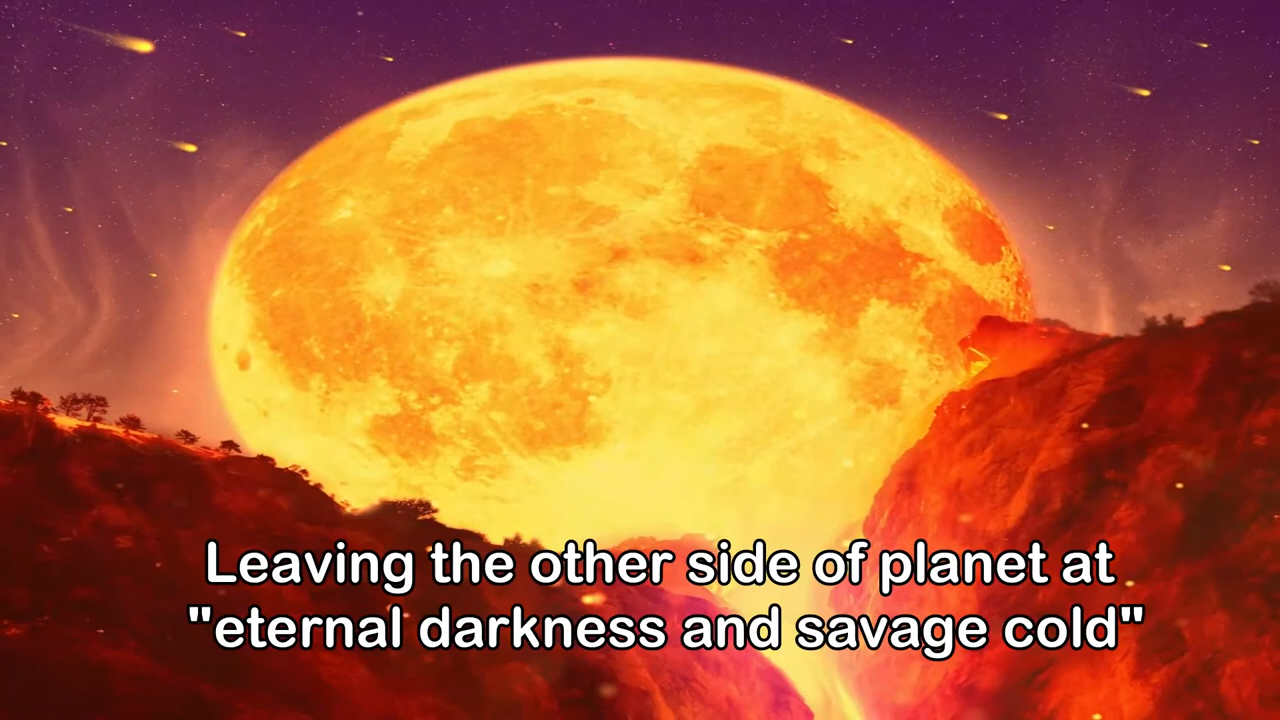 Leaving the other side of planet at
"eternal darkness and savage cold"